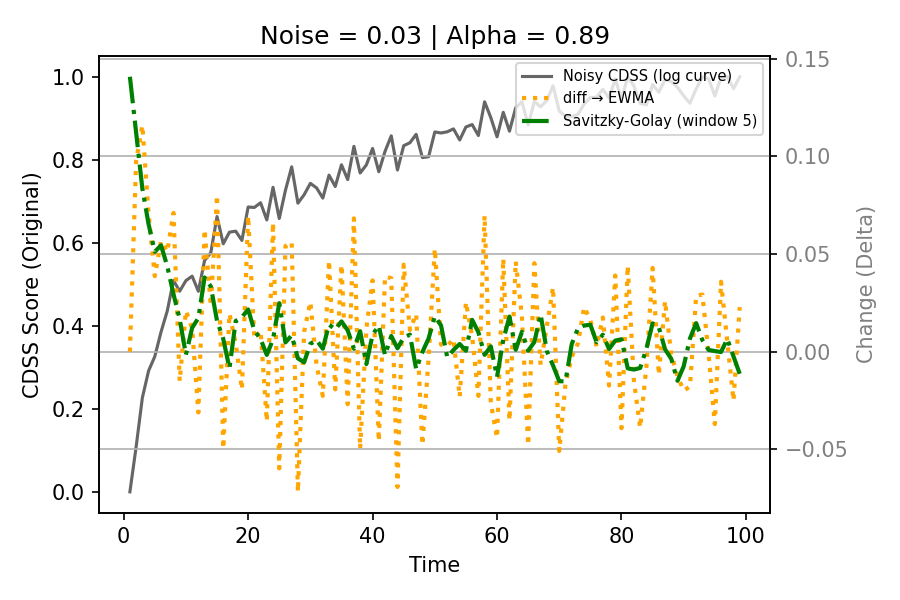 Noise = 0.03 | Alpha = 0.89
Noisy CDSS (log curve)
diff → EWMA
Savitzky-Golay (window 5)
CDSS Score (Original)
1.0
0.8
0.6
0.4
0.2
0.0
0.15
0.10
0.05
0.00
−0.05
Change (Delta)
0
20
40
60
80
100
Time